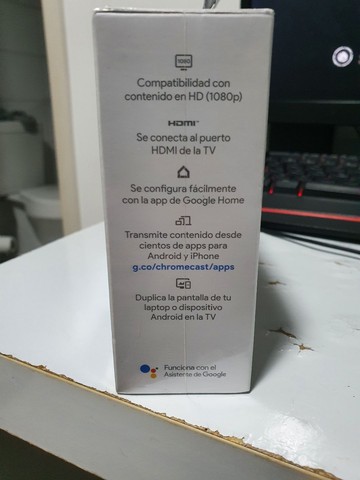 1080
Compatibilidad con
contenido en HD (1080p)
HDMI™
Se conecta al puerto
HDMI de la TV
Se configura fácilmente
con la app de Google Home
Transmite contenido desde
cientos de apps para
Android y iPhone
g.co/chromecast/apps
Duplica la pantalla de tu
laptop o dispositivo
Android en la TV
Funciona con el
Asistente de Google